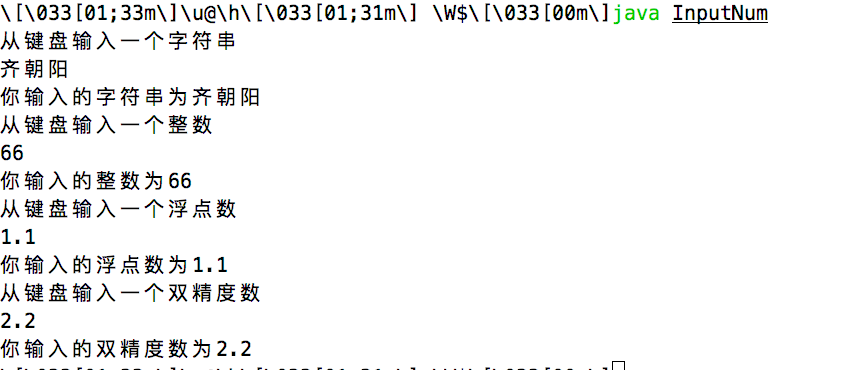 \[\033[01;33m\]\u@\h\[\033[01;31m\] \W$\[\033[00m\]java InputNum
从键盘输入一个字符串
齐朝阳
你输入的字符串为齐朝阳
从键盘输入一个整数
66
你输入的整数为66
从键盘输入一个浮点数
1.1
你输入的浮点数为1.1
从键盘输入一个双精度数
2.2
你输入的双精度数为2.2